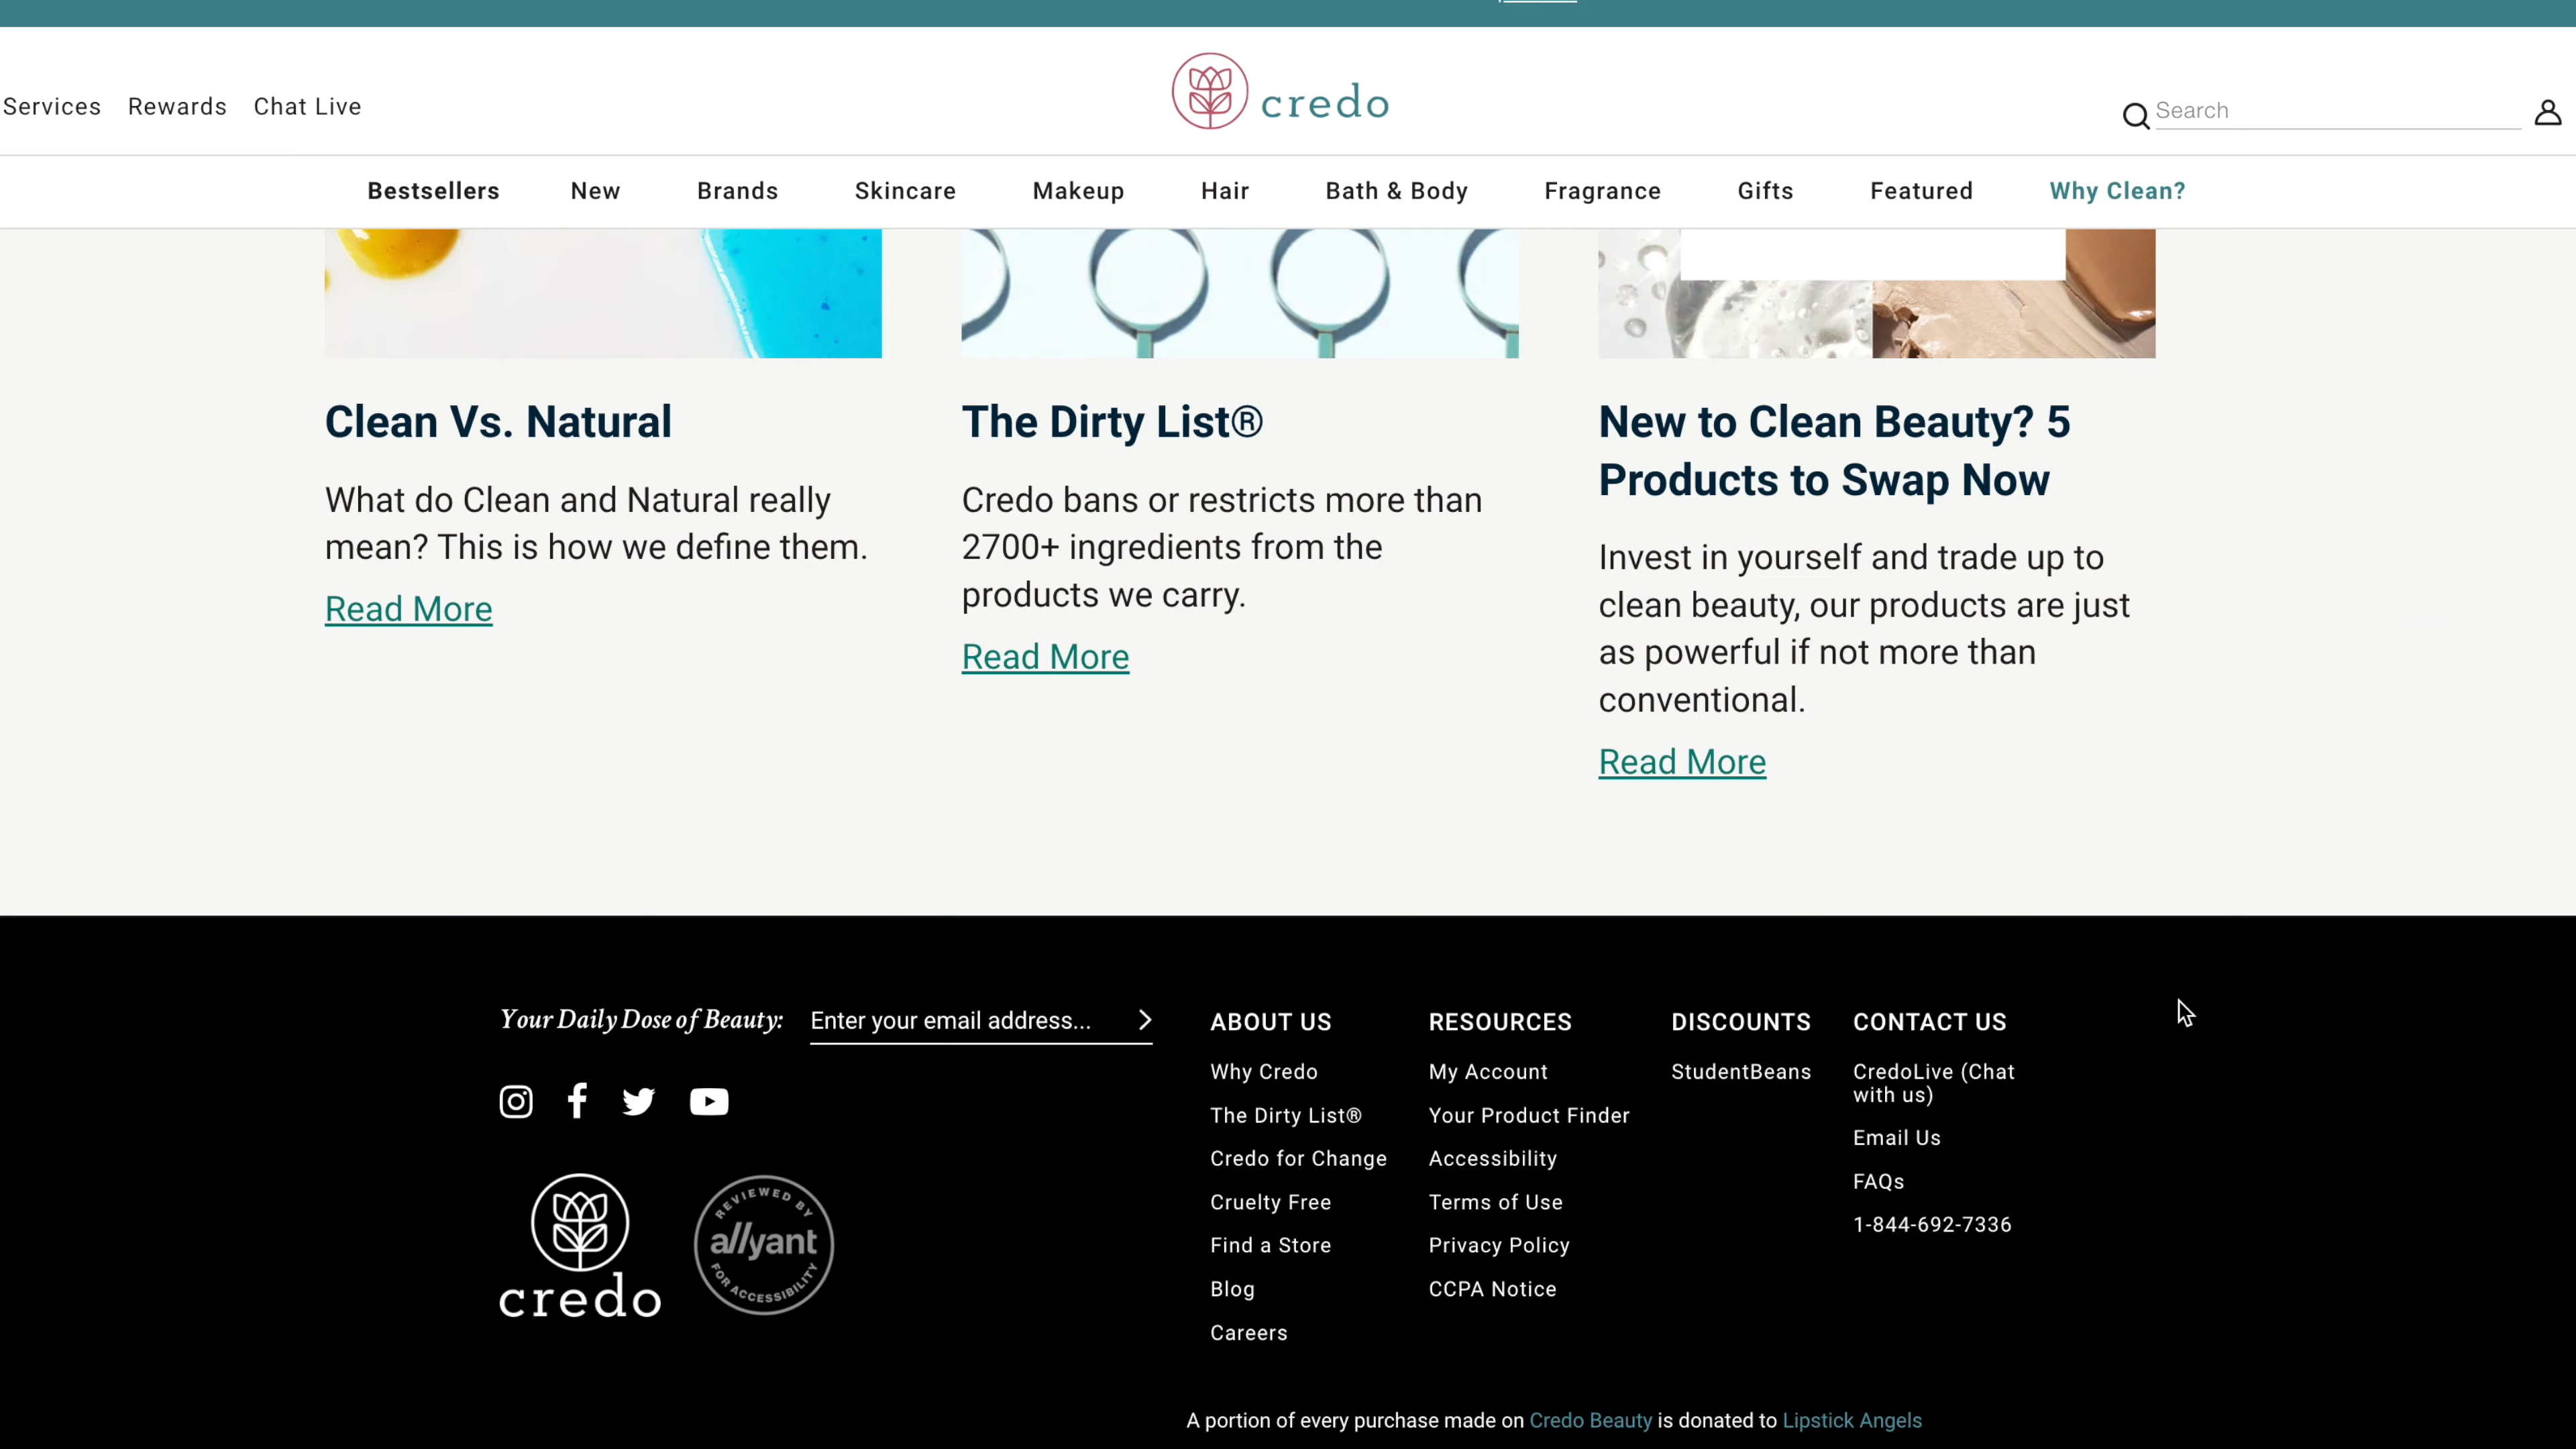 Services Rewards Chat Live
credo
Search
Bestsellers New Brands Skincare Makeup Hair Bath & Body Fragrance Gifts Featured Why Clean?
Clean Vs. Natural
What do Clean and Natural really
mean? This is how we define them.
Read More
The Dirty List®
Credo bans or restricts more than
2700+ ingredients from the
products we carry.
Read More
New to Clean Beauty? 5
Products to Swap Now
Invest in yourself and trade up to
clean beauty, our products are just
as powerful if not more than
conventional.
Read More
Your Daily Dose of Beauty:
Enter your email address...
credo
REVIEWED BY
allyant
FOR ACCESSIBILITY
ABOUT US
Why Credo
The Dirty List®
Credo for Change
Cruelty Free
Find a Store
Blog
Careers
RESOURCES
My Account
Your Product Finder
Accessibility
Terms of Use
Privacy Policy
CCPA Notice
DISCOUNTS
StudentBeans
CONTACT US
CredoLive (Chat
with us)
Email Us
FAQs
1-844-692-7336
A portion of every purchase made on Credo Beauty is donated to Lipstick Angels